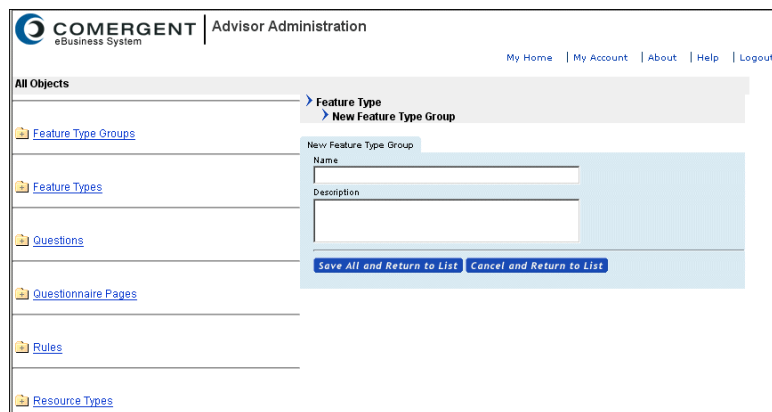 COMERGENT
eBusiness System
Advisor Administration
My Home | My Account | About | Help | Logout
All Objects
Feature Type Groups
Feature Types
Questions
Questionnaire Pages
Rules
Resource Types
Feature Type
New Feature Type Group
New Feature Type Group
Name
Description
Save All and Return to List
Cancel and Return to List